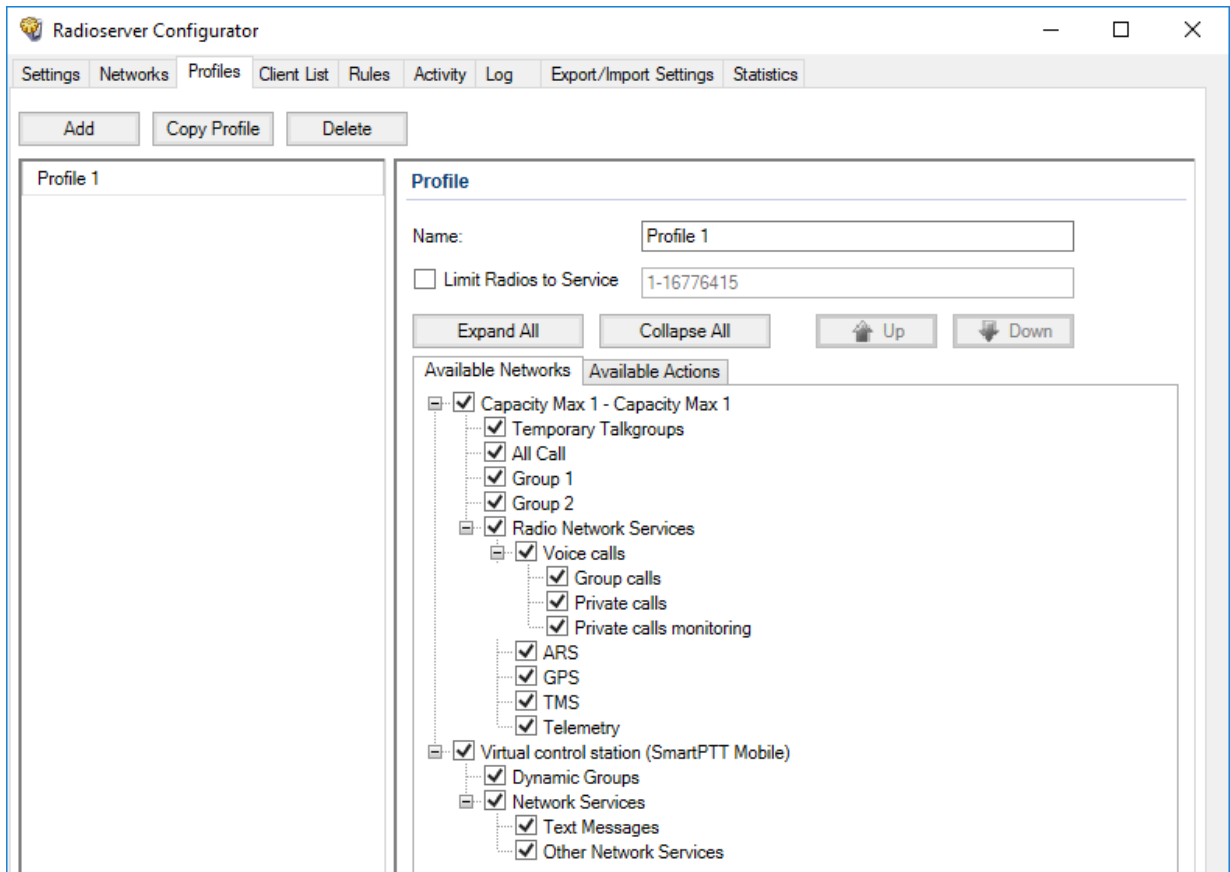 Radioserver Configurator
Settings Networks Profiles Client List Rules Activity Log Export/Import Settings Statistics
Add Copy Profile Delete
Profile 1
Profile
Name: Profile 1
Limit Radios to Service 1-16776415
Expand All Collapse All Up Down
Available Networks Available Actions
Capacity Max 1 - Capacity Max 1
Temporary Talkgroups
All Call
Group 1
Group 2
Radio Network Services
Voice calls
Group calls
Private calls
Private calls monitoring
ARS
GPS
TMS
Telemetry
Virtual control station (SmartPTT Mobile)
Dynamic Groups
Network Services
Text Messages
Other Network Services